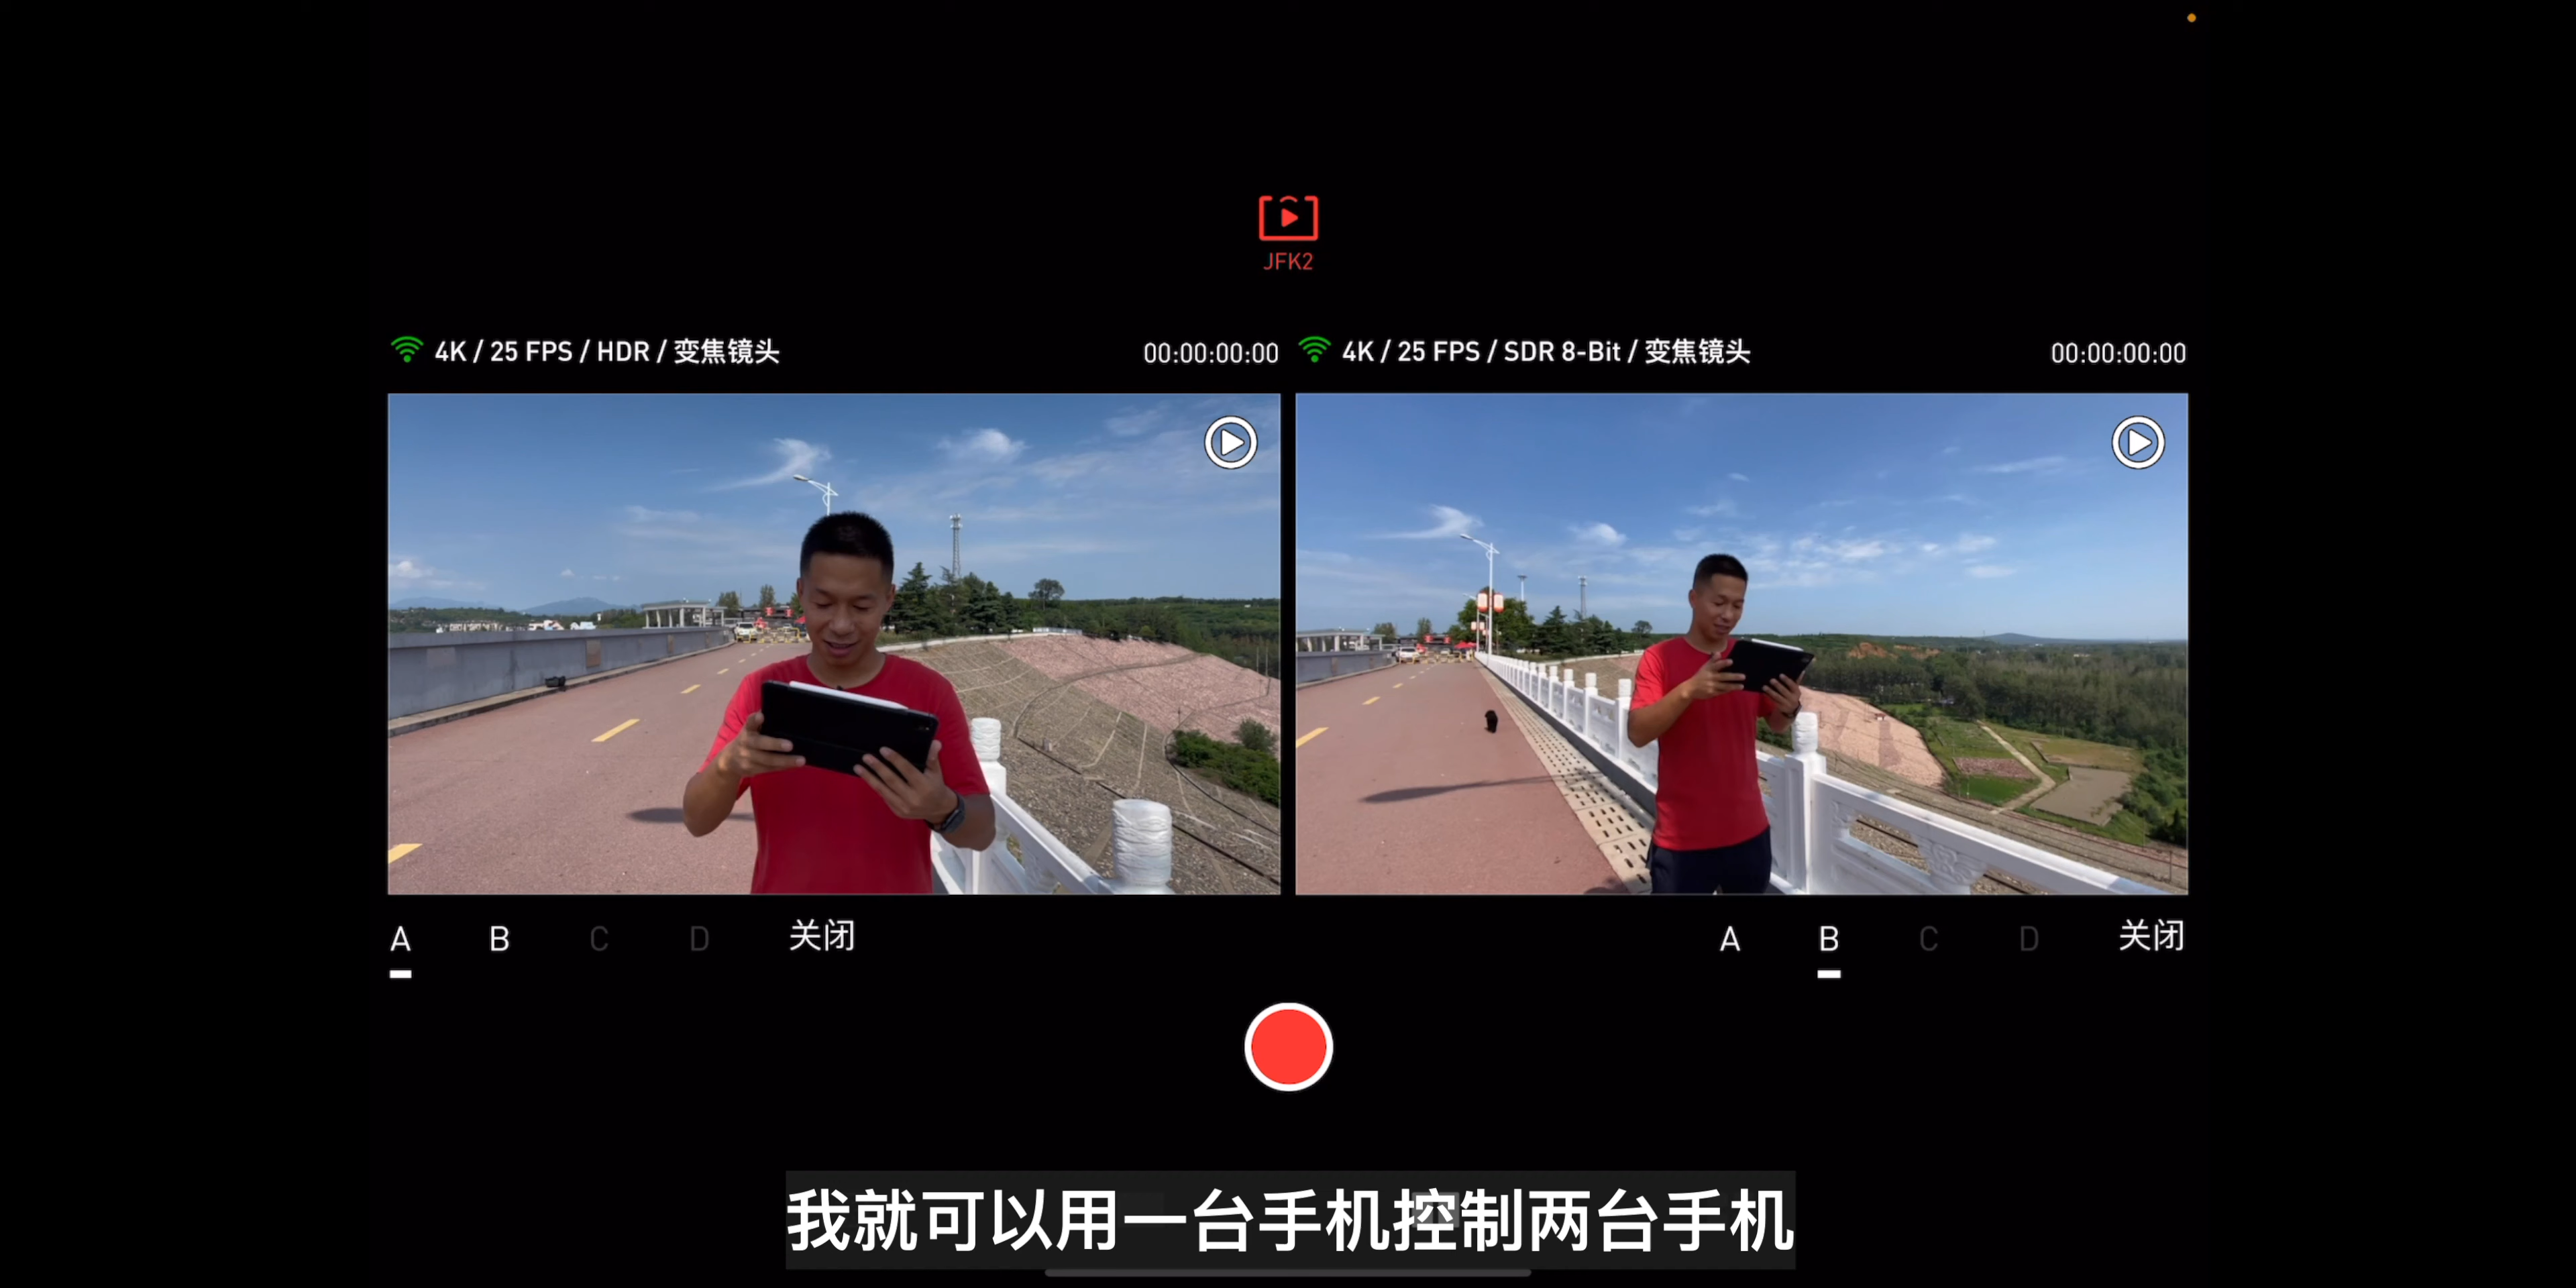 JFK2
4K / 25 FPS / HDR / 变焦镜头
00:00:00:00
4K / 25 FPS / SDR 8-Bit / 变焦镜头
00:00:00:00
A B C D 关闭
A B C D 关闭
我就可以用一台手机控制两台手机